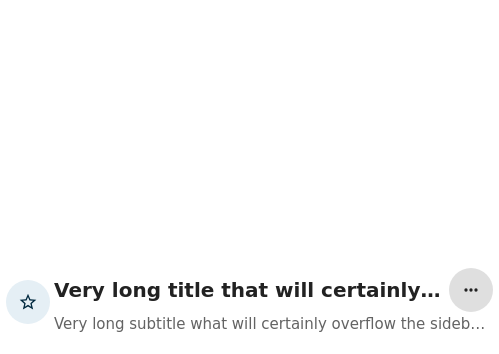 Very long title that will certainly…
Very long subtitle what will certainly overflow the sideb…